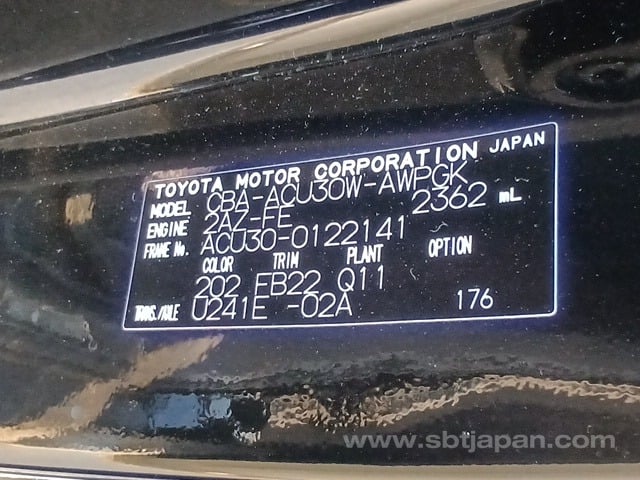 TOYOTA MOTOR CORPORATION JAPAN
MODEL CBA-ACU30W-AWPGK
ENGINE 2AZ-FE 2362 mL
FRAME No. ACU30-0122141
COLOR TRIM PLANT OPTION
202 FB22 Q11
TRANS./AXLE U241E -02A 176
www.sbtjapan.com